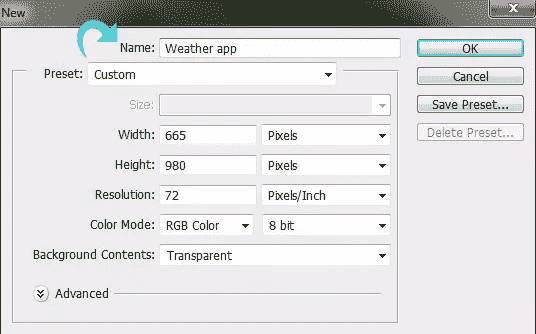 New
Name: Weather app OK
Preset: Custom Cancel
Size: Save Preset...
Width: 665 Pixels Delete Preset...
Height: 980 Pixels
Resolution: 72 Pixels/Inch
Color Mode: RGB Color 8 bit
Background Contents: Transparent
Advanced